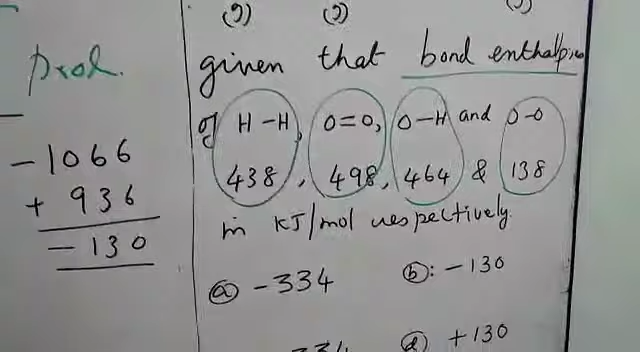 (g) (g)
Prod.
given that bond enthalpies
of H-H, O=O, O-H and O-O
438, 498, 464 & 138
in KJ/mol respectively.
-1066
+ 936
-130
(a) -334 (b): -130
(d) +130